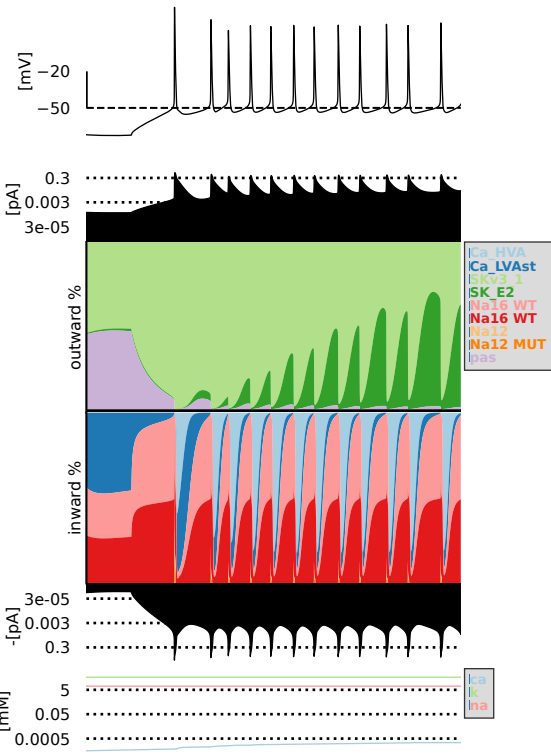 [mV]
−20
−50
[pA]
0.3
0.003
3e-05
outward %
Ca_HVA
Ca_LVAst
SKv3_1
SK_E2
Na16 WT
Na16 WT
Na12
Na12 MUT
pas
inward %
-[pA]
3e-05
0.003
0.3
[mM]
5
0.05
0.0005
ca
k
na